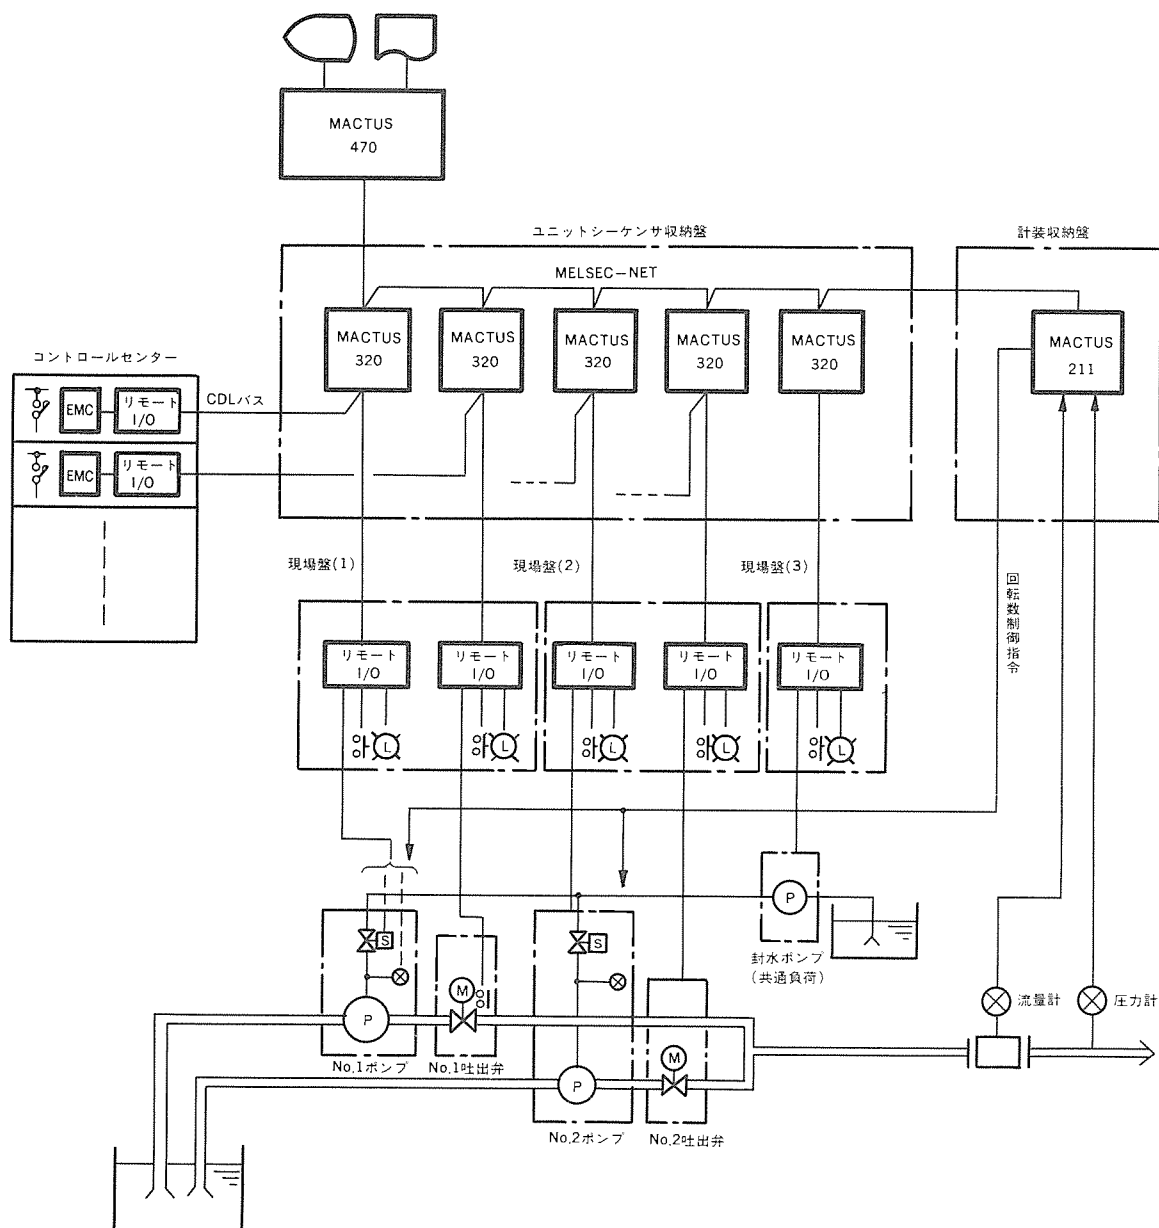 MACTUS
470
ユニットシーケンサ収納盤
計装収納盤
MELSEC-NET
MACTUS
320
MACTUS
320
MACTUS
320
MACTUS
320
MACTUS
320
MACTUS
211
コントロールセンター
EMC
リモート
I/O
CDLバス
EMC
リモート
I/O
現場盤(1)
現場盤(2)
現場盤(3)
回転数制御指令
リモート
I/O
リモート
I/O
リモート
I/O
リモート
I/O
リモート
I/O
L
L
L
L
L
P
S
S
封水ポンプ
(共通負荷)
M
流量計
圧力計
P
No.1ポンプ
No.1吐出弁
M
P
No.2ポンプ
No.2吐出弁